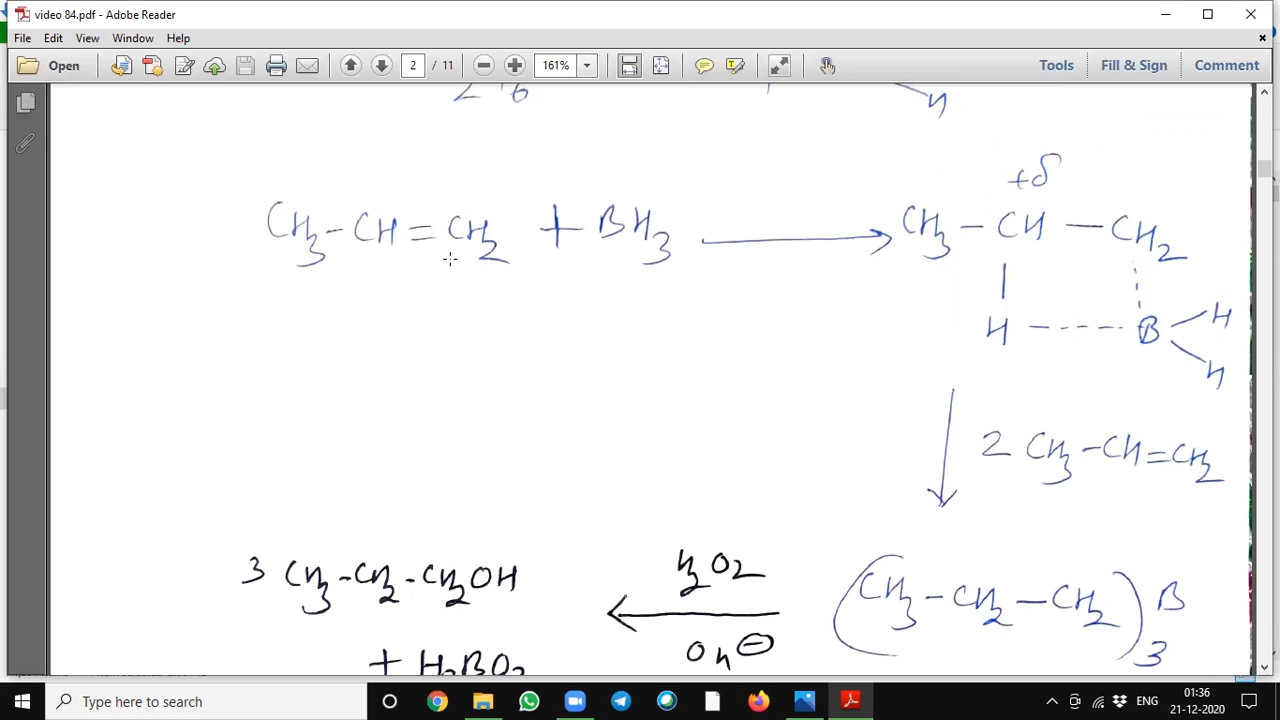 video 84.pdf - Adobe Reader
File Edit View Window Help
Open 2 / 11 161% Tools Fill & Sign Comment
+δ
CH3-CH=CH2 + BH3 → CH3 - CH - CH2
H B H
H
2 CH3-CH=CH2
3 CH3-CH2-CH2OH H2O2 (CH3-CH2-CH2)3 B
OH⊖
+ H3BO3
Type here to search ENG 01:36
21-12-2020